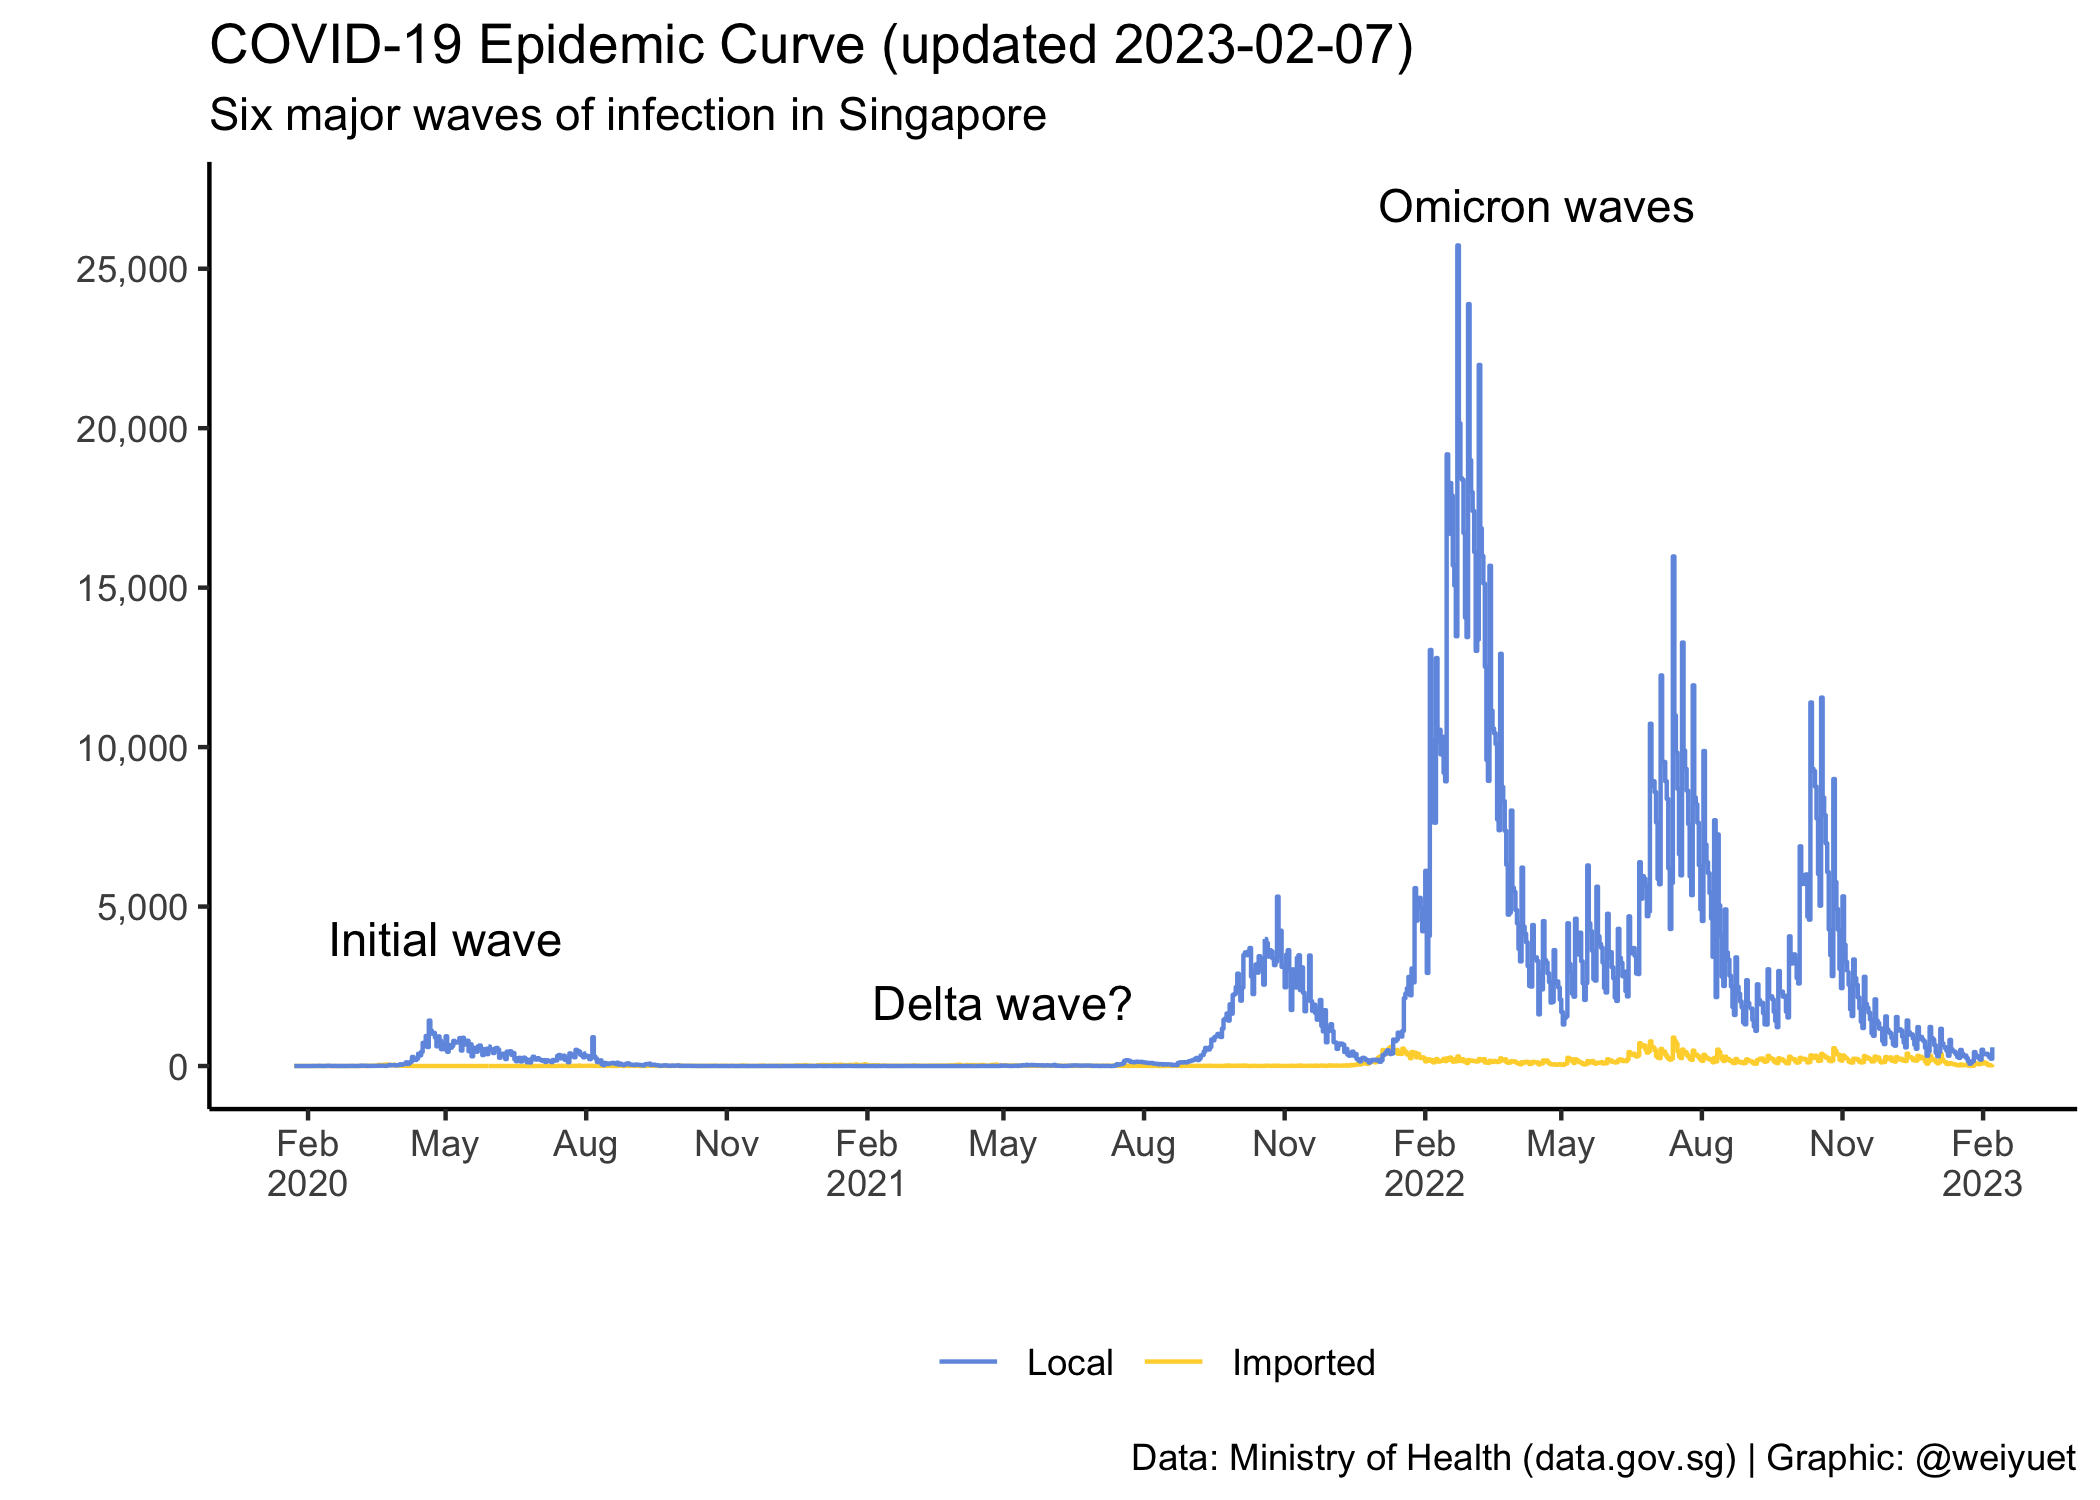 COVID-19 Epidemic Curve (updated 2023-02-07)
Six major waves of infection in Singapore
Omicron waves
25,000
20,000
15,000
10,000
5,000
Initial wave
Delta wave?
0
Feb May Aug Nov Feb May Aug Nov Feb May Aug Nov Feb
2020 2021 2022 2023
Local Imported
Data: Ministry of Health (data.gov.sg) | Graphic: @weiyuet